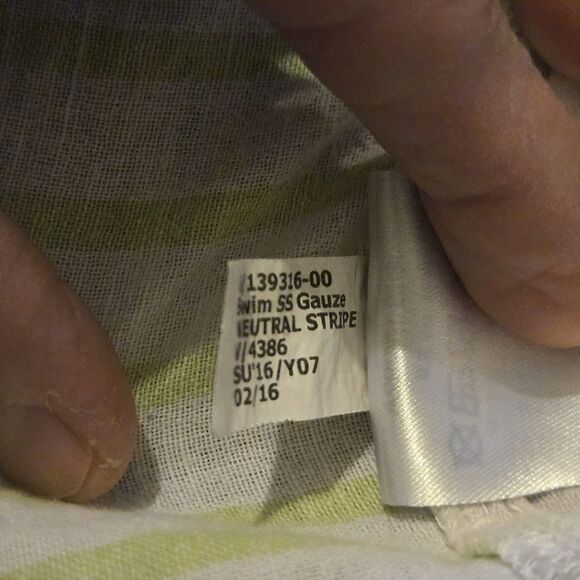 139316-00
Swim SS Gauze
NEUTRAL STRIPE
V/4386
SU'16/Y07
02/16